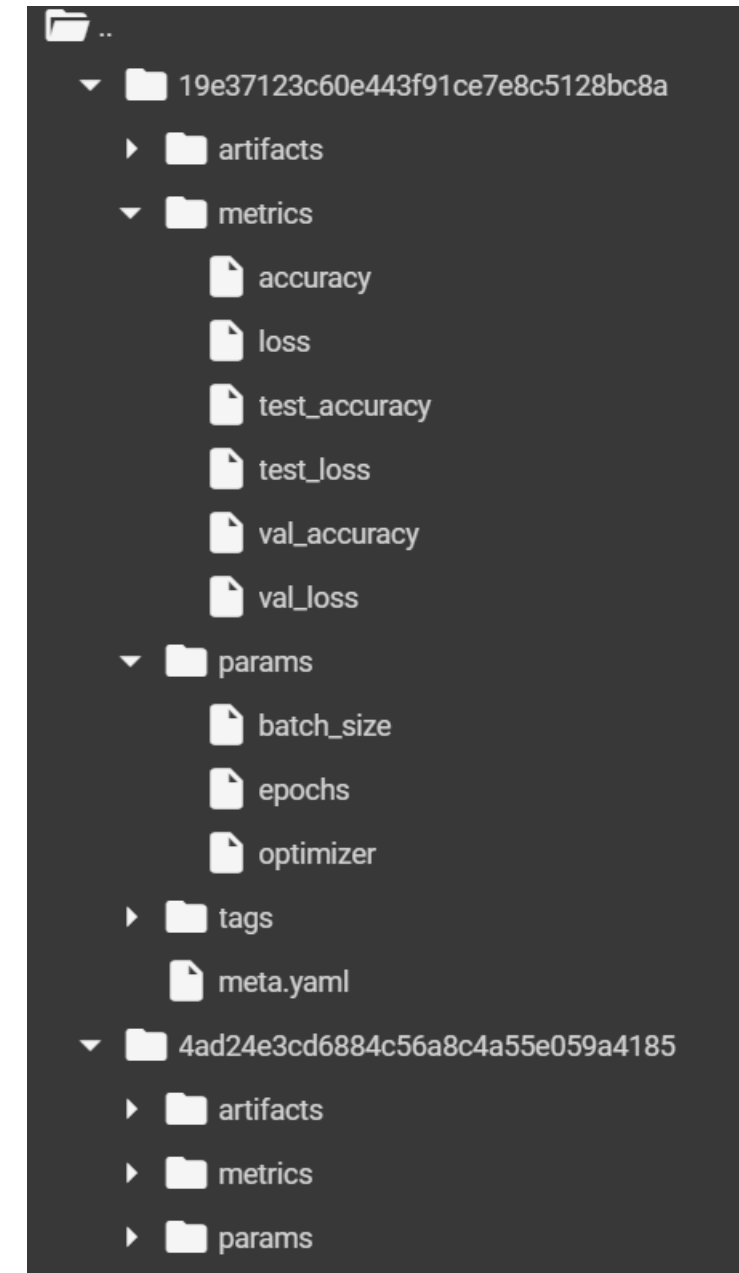 ..
19e37123c60e443f91ce7e8c5128bc8a
artifacts
metrics
accuracy
loss
test_accuracy
test_loss
val_accuracy
val_loss
params
batch_size
epochs
optimizer
tags
meta.yaml
4ad24e3cd6884c56a8c4a55e059a4185
artifacts
metrics
params